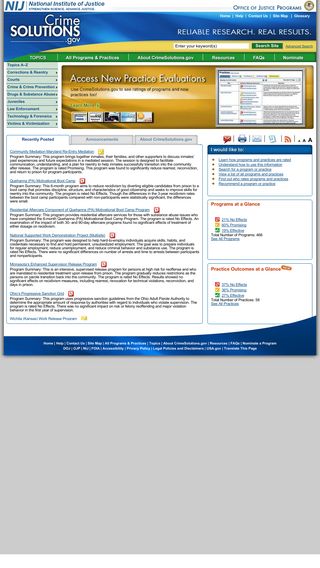 NIJ National Institute of Justice
STRENGTHEN SCIENCE. ADVANCE JUSTICE.
OFFICE OF JUSTICE PROGRAMS
Crime
SOLUTIONS
.gov
Home | Help | Contact Us | Site Map | Glossary
RELIABLE RESEARCH. REAL RESULTS.
Enter your keyword(s)
Search Site
Advanced Search
TOPICS
All Programs & Practices
About CrimeSolutions.gov
Resources
FAQs
Nominate
Topics A-Z
Corrections & Reentry
Courts
Crime & Crime Prevention
Drugs & Substance Abuse
Juveniles
Law Enforcement
Technology & Forensics
Victims & Victimization
Access New Practice Evaluations
Use CrimeSolutions.gov to see ratings of programs and new
practices too!
Learn More
Recently Posted
Announcements
About CrimeSolutions.gov
Community Mediation Maryland Re-Entry Mediation
Program Summary: This program brings together inmates, their families, and other supporters to discuss inmates'
past experiences and future expectations in a mediated session. The session is designed to facilitate
communication, understanding, and a plan for reentry to help inmates successfully transition into the community
after release. The program is rated Promising. This program was found to significantly reduce rearrest, reconviction,
and return to prison for program participants.
Quehanna (PA) Motivational Boot Camp
Program Summary: This 6-month program aims to reduce recidivism by diverting eligible candidates from prison to a
boot camp that promotes discipline, structure, and characteristics of good citizenship and eases to improve skills for
reentry into the community. The program is rated No Effects. Though the differences in the 3-year recidivism rates
between the boot camp participants compared with non-participants were statistically significant, the differences
were small.
Residential Aftercare Component of Quehanna (PA) Motivational Boot Camp Program
Program Summary: This program provides residential aftercare services for those with substance abuse issues who
have completed the 6-month Quehanna (PA) Motivational Boot Camp Program. The program is rated No Effects. An
examination of the impact of both 30- and 90-day aftercare programs found no significant effects of treatment of
either dosage on recidivism.
National Supported Work Demonstration Project (Multisite)
Program Summary: The program was designed to help hard-to-employ individuals acquire skills, habits, and
credentials necessary to find and hold permanent, unsubsidized employment. The goal was to prepare individuals
for regular employment, reduce unemployment, and reduce criminal behavior and substance use. The program is
rated No Effects. There were no significant differences on number of arrests and time to arrests between participants
and nonparticipants.
Minnesota's Enhanced Supervision Release Program
Program Summary: This is an intensive, supervised release program for persons at high risk for reoffense and who
are mandated to residential treatment upon release from prison. The program gradually reduces restrictions as the
person transitions back into the community. The program is rated No Effects. Results showed no
significant effects on recidivism measures, including rearrest, revocation for technical violations, reconviction, and
days in prison.
Ohio's Progressive Sanction Grid
Program Summary: This program uses progressive sanction guidelines from the Ohio Adult Parole Authority to
determine the appropriate amount of response by authorities with regard to individuals who violate supervision. The
program is rated No Effects. There was no significant impact on risk or felony reoffending and major violation
behavior in the first year of supervision.
Wichita (Kansas) Work Release Program
I would like to:
Learn how programs and practices are rated
Understand how to use this information
Search for a program or practice
View a list of all programs and practices
Find out who rates programs and practices
Recommend a program or practice
Programs at a Glance
21% No Effects
60% Promising
19% Effective
Total Number of Programs: 466
See All Programs
Practice Outcomes at a Glance
37% No Effects
36% Promising
27% Effective
Total Number of Practices: 58
See All Practices
Home | Help | Contact Us | Site Map | All Programs & Practices | Topics | About CrimeSolutions.gov | Resources | FAQs | Nominate a Program
DOJ | OJP | NIJ | FOIA | Accessibility | Privacy Policy | Legal Policies and Disclaimers | USA.gov | Translate This Page